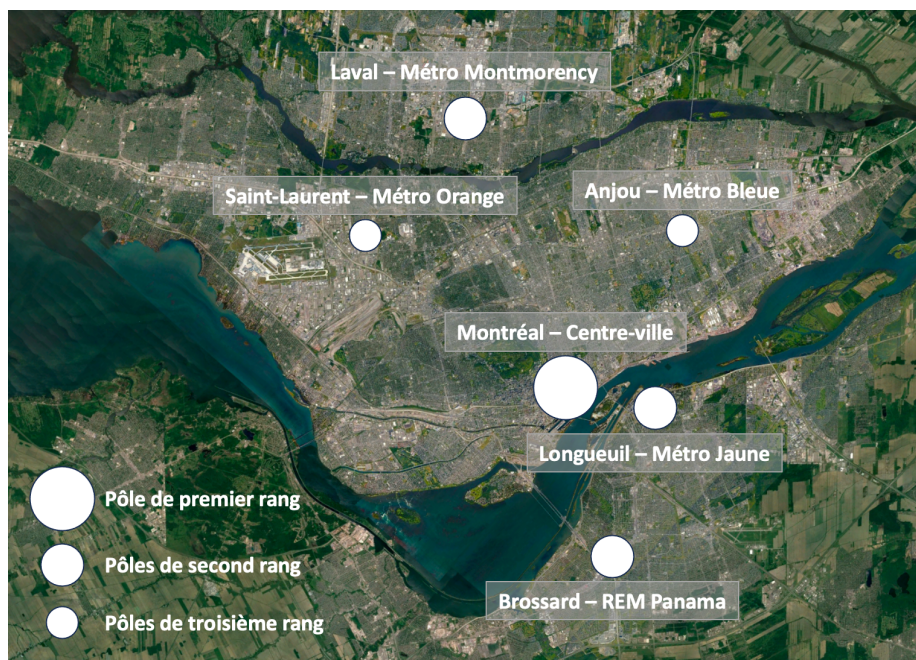 Laval – Métro Montmorency
Saint-Laurent – Métro Orange
Anjou – Métro Bleue
Montréal – Centre-ville
Longueuil – Métro Jaune
Pôle de premier rang
Pôles de second rang
Brossard – REM Panama
Pôles de troisième rang